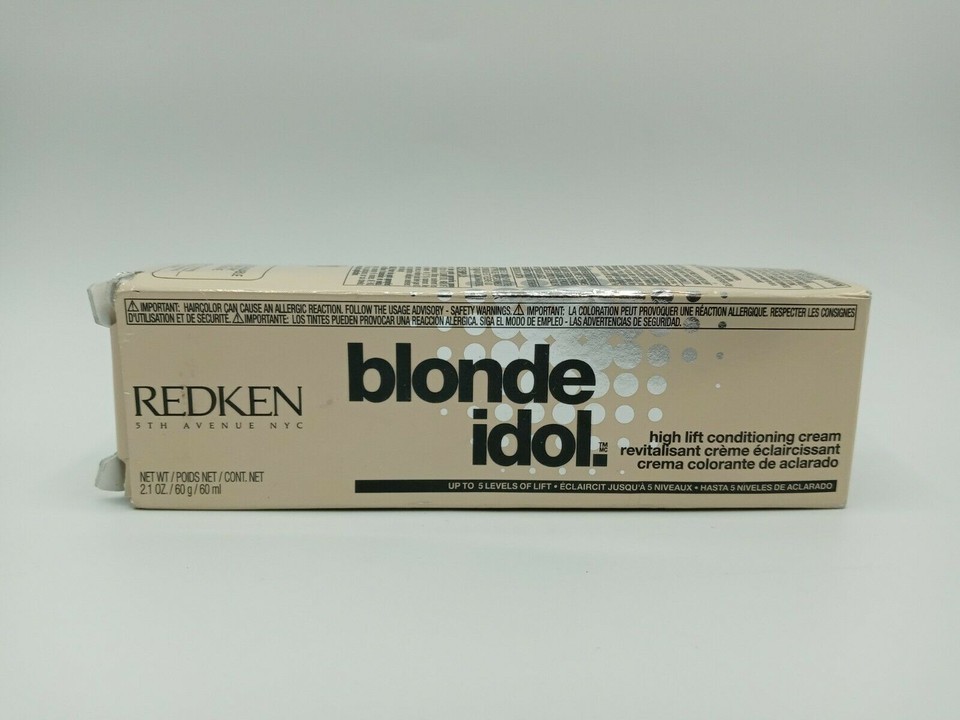 ⚠ IMPORTANT: HAIRCOLOR CAN CAUSE AN ALLERGIC REACTION. FOLLOW THE USAGE ADVISORY - SAFETY WARNINGS. ⚠ IMPORTANT: LA COLORATION PEUT PROVOQUER UNE RÉACTION ALLERGIQUE. RESPECTER LES CONSIGNES
D'UTILISATION ET DE SÉCURITÉ. ⚠ IMPORTANTE: LOS TINTES PUEDEN PROVOCAR UNA REACCIÓN ALÉRGICA. SIGA EL MODO DE EMPLEO - LAS ADVERTENCIAS DE SEGURIDAD.
blonde
idol.™
REDKEN
5TH AVENUE NYC
high lift conditioning cream
revitalisant crème éclaircissant
crema colorante de aclarado
NET WT / POIDS NET / CONT. NET
2.1 OZ. / 60 g / 60 ml
UP TO 5 LEVELS OF LIFT • ÉCLAIRCIT JUSQU'À 5 NIVEAUX • HASTA 5 NIVELES DE ACLARADO